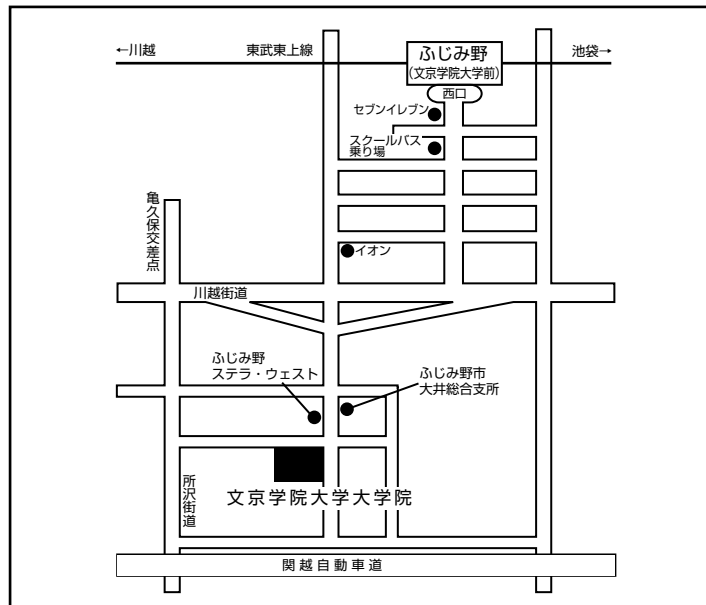 ←川越
東武東上線
ふじみ野
(文京学院大学前)
池袋→
西口
セブンイレブン
スクールバス
乗り場
亀久保交差点
イオン
川越街道
ふじみ野
ステラ・ウェスト
ふじみ野市
大井総合支所
所沢街道
文京学院大学大学院
関越自動車道